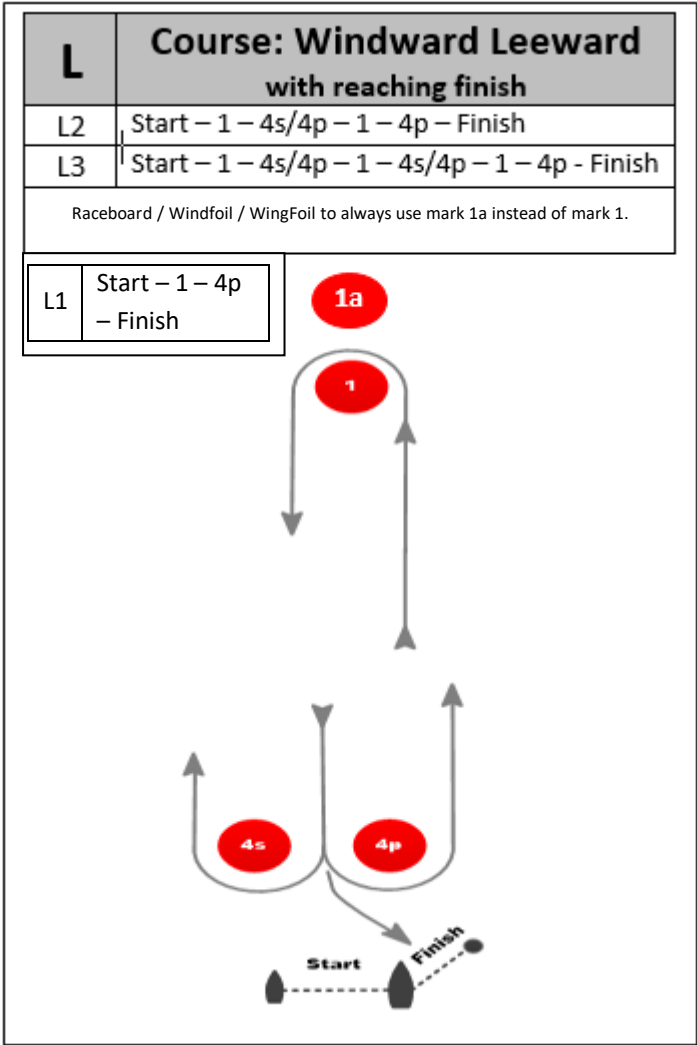 L
Course: Windward Leeward
with reaching finish
L2
Start – 1 – 4s/4p – 1 – 4p – Finish
L3
Start – 1 – 4s/4p – 1 – 4s/4p – 1 – 4p - Finish
Raceboard / Windfoil / WingFoil to always use mark 1a instead of mark 1.
L1
Start – 1 – 4p
– Finish
1a
1
4s
4p
Start
Finish